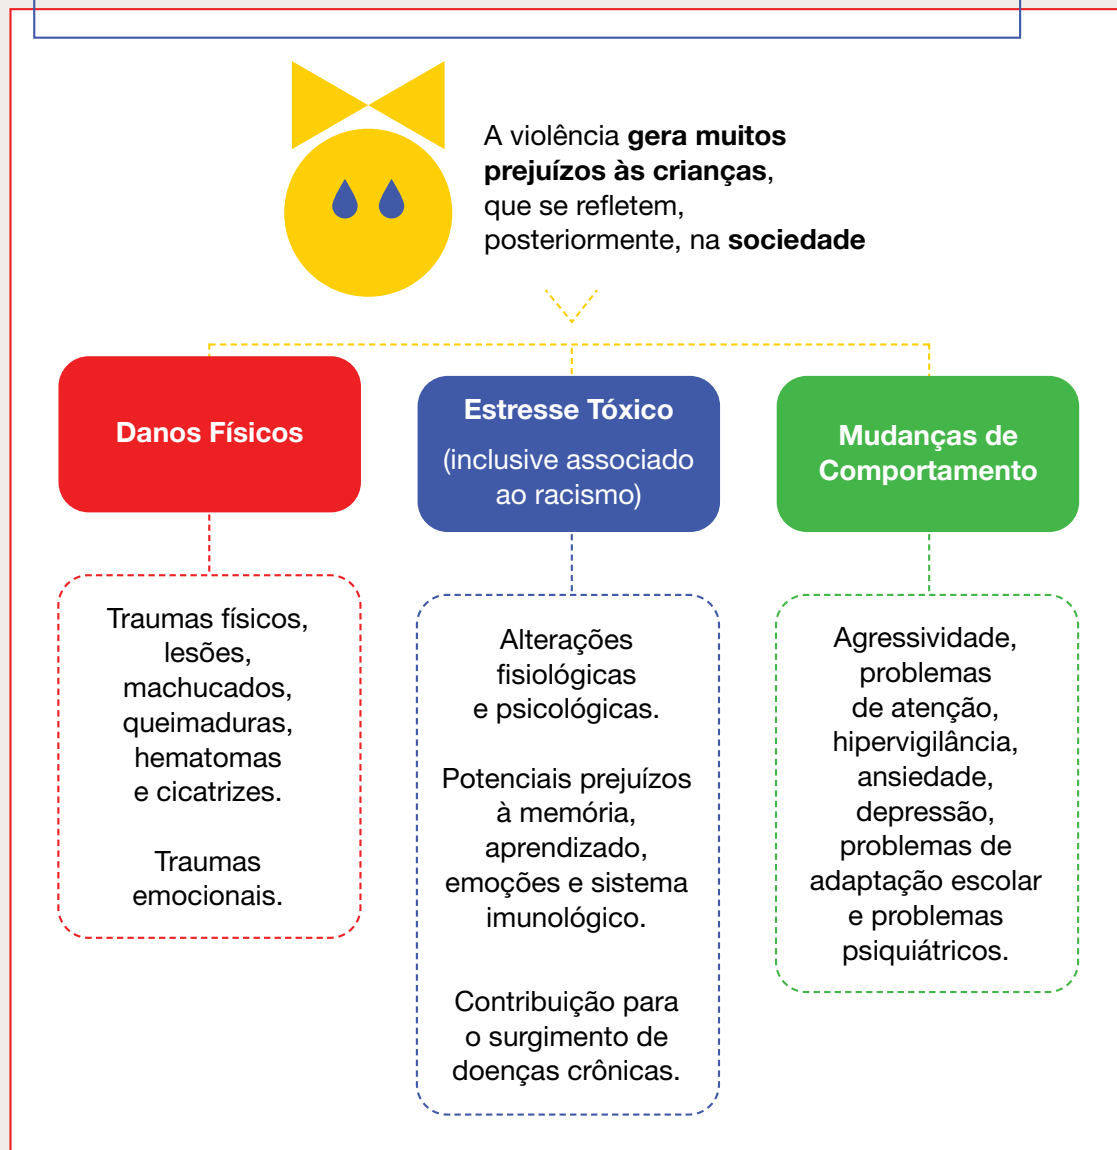 A violência gera muitos
prejuízos às crianças,
que se refletem,
posteriormente, na sociedade
Danos Físicos
Traumas físicos,
lesões,
machucados,
queimaduras,
hematomas
e cicatrizes.
Traumas
emocionais.
Estresse Tóxico
(inclusive associado
ao racismo)
Alterações
fisiológicas
e psicológicas.
Potenciais prejuízos
à memória,
aprendizado,
emoções e sistema
imunológico.
Contribuição para
o surgimento de
doenças crônicas.
Mudanças de
Comportamento
Agressividade,
problemas
de atenção,
hipervigilância,
ansiedade,
depressão,
problemas de
adaptação escolar
e problemas
psiquiátricos.